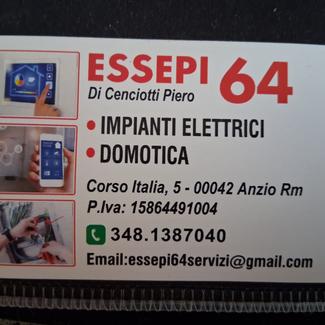 ESSEPI 64
Di Cenciotti Piero
• IMPIANTI ELETTRICI
• DOMOTICA
Corso Italia, 5 - 00042 Anzio Rm
P.Iva: 15864491004
348.1387040
Email:essepi64servizi@gmail.com